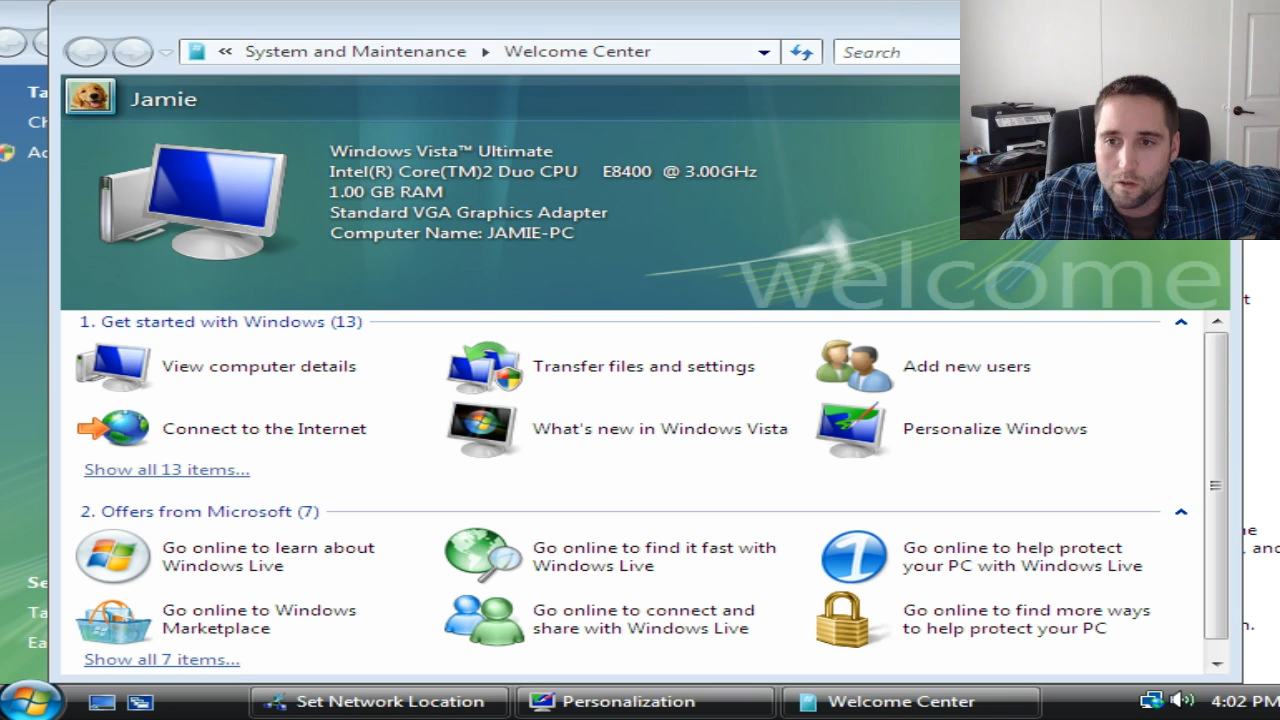 « System and Maintenance ▸ Welcome Center
Search
Ta
Ch
Ac
Jamie
Windows Vista™ Ultimate
Intel(R) Core(TM)2 Duo CPU E8400 @ 3.00GHz
1.00 GB RAM
Standard VGA Graphics Adapter
Computer Name: JAMIE-PC
welcome
1. Get started with Windows (13)
View computer details
Transfer files and settings
Add new users
Connect to the Internet
What's new in Windows Vista
Personalize Windows
Show all 13 items...
2. Offers from Microsoft (7)
Go online to learn about
Windows Live
Go online to find it fast with
Windows Live
Go online to help protect
your PC with Windows Live
Go online to Windows
Marketplace
Go online to connect and
share with Windows Live
Go online to find more ways
to help protect your PC
Show all 7 items...
Se
Ta
Ea
Set Network Location
Personalization
Welcome Center
4:02 PM